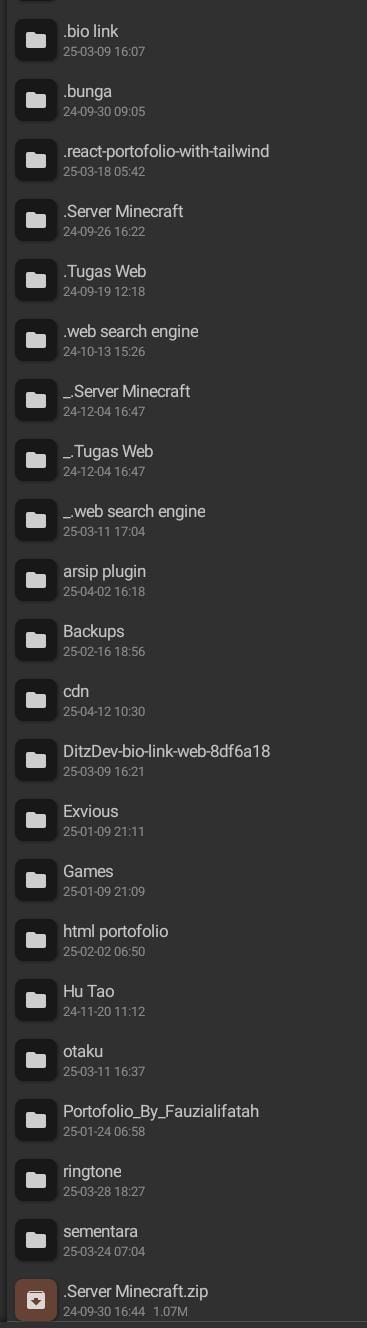 .bio link
25-03-09 16:07
.bunga
24-09-30 09:05
.react-portofolio-with-tailwind
25-03-18 05:42
.Server Minecraft
24-09-26 16:22
.Tugas Web
24-09-19 12:18
.web search engine
24-10-13 15:26
_.Server Minecraft
24-12-04 16:47
_.Tugas Web
24-12-04 16:47
_.web search engine
25-03-11 17:04
arsip plugin
25-04-02 16:18
Backups
25-02-16 18:56
cdn
25-04-12 10:30
DitzDev-bio-link-web-8df6a18
25-03-09 16:21
Exvious
25-01-09 21:11
Games
25-01-09 21:09
html portofolio
25-02-02 06:50
Hu Tao
24-11-20 11:12
otaku
25-03-11 16:37
Portofolio_By_Fauzialifatah
25-01-24 06:58
ringtone
25-03-28 18:27
sementara
25-03-24 07:04
.Server Minecraft.zip
24-09-30 16:44 1.07M